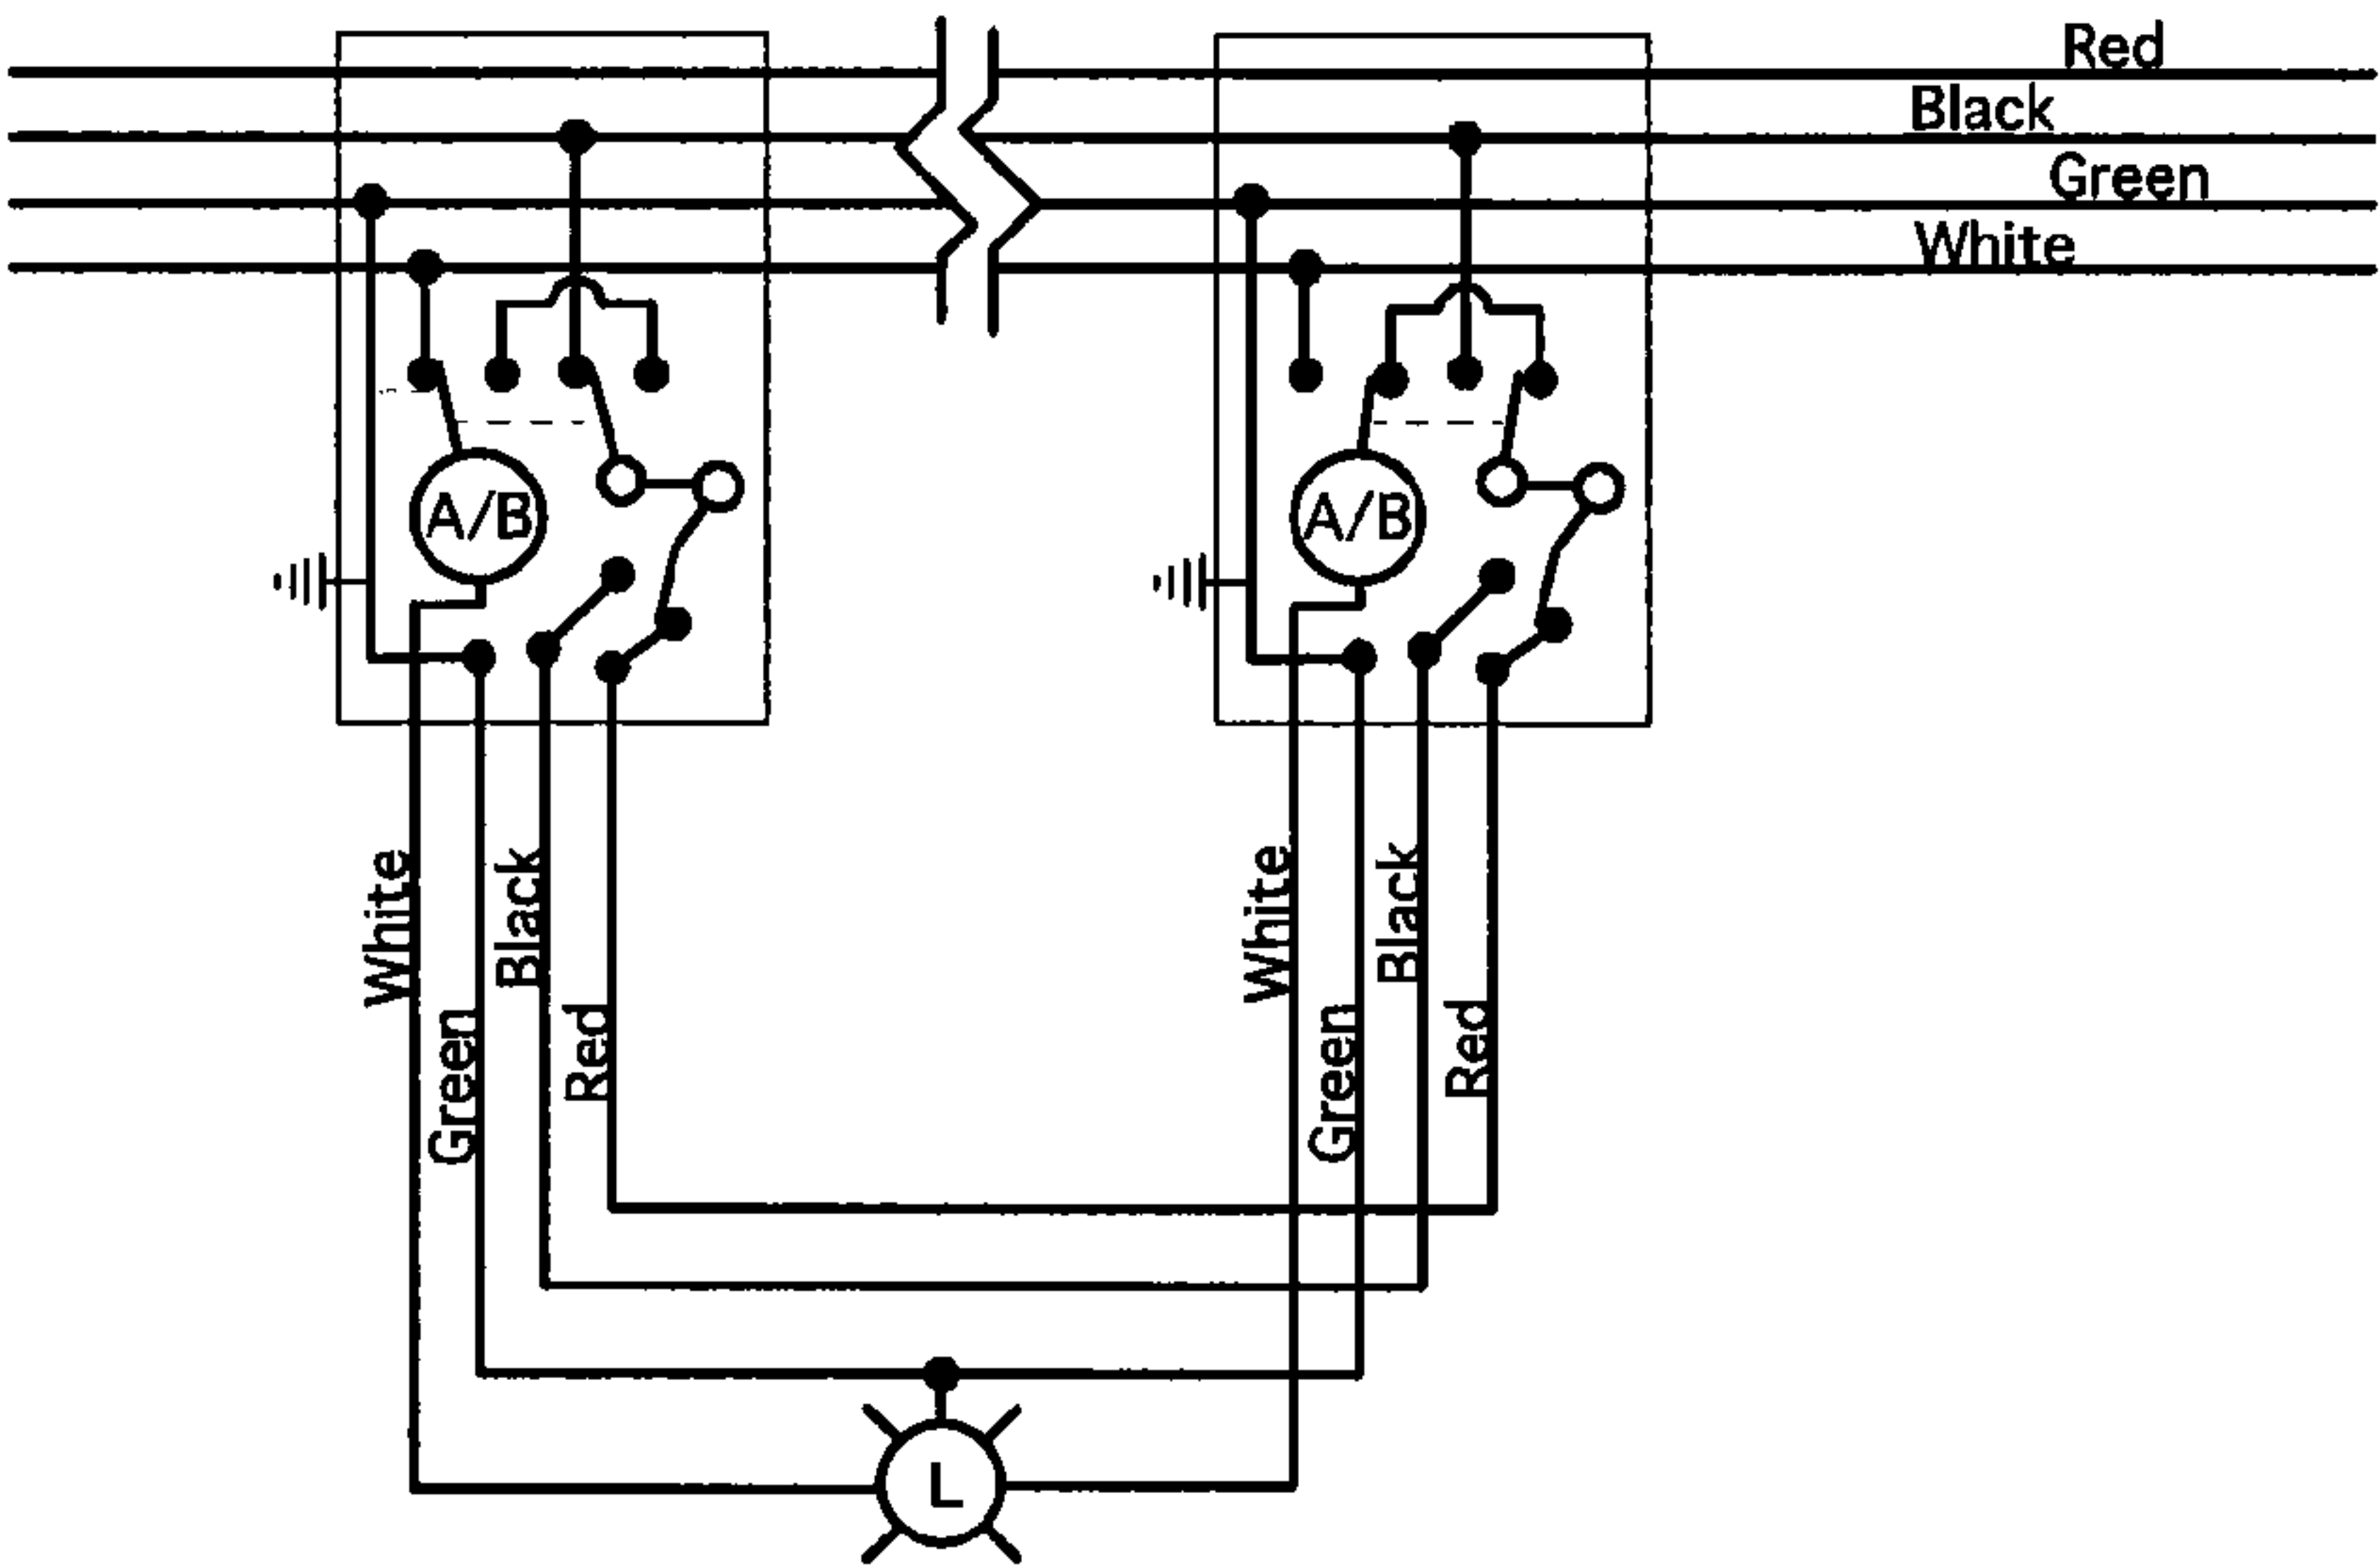 Red
Black
Green
White
A/B
A/B
White
Green
Black
Red
White
Green
Black
Red
L